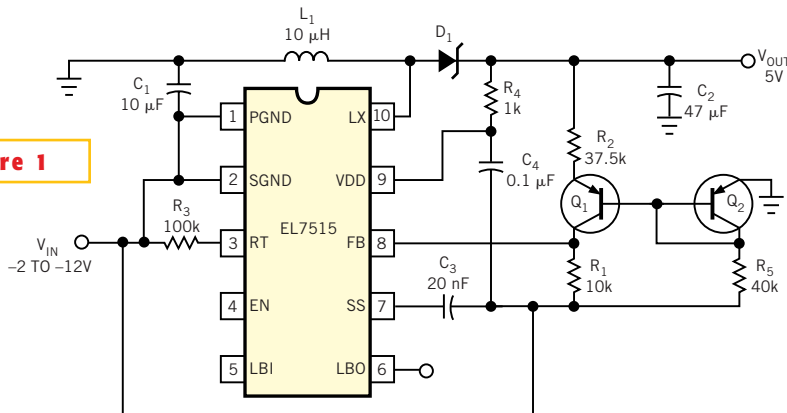 L1
10 μH
D1
VOUT
5V
C1
10 μF
R4
1k
C2
47 μF
R2
37.5k
1 PGND
LX 10
re 1
C4
0.1 μF
2 SGND
VDD 9
Q1
Q2
R3
100k
EL7515
VIN
–2 TO –12V
3 RT
FB 8
C3
20 nF
R1
10k
R5
40k
4 EN
SS 7
5 LBI
LBO 6